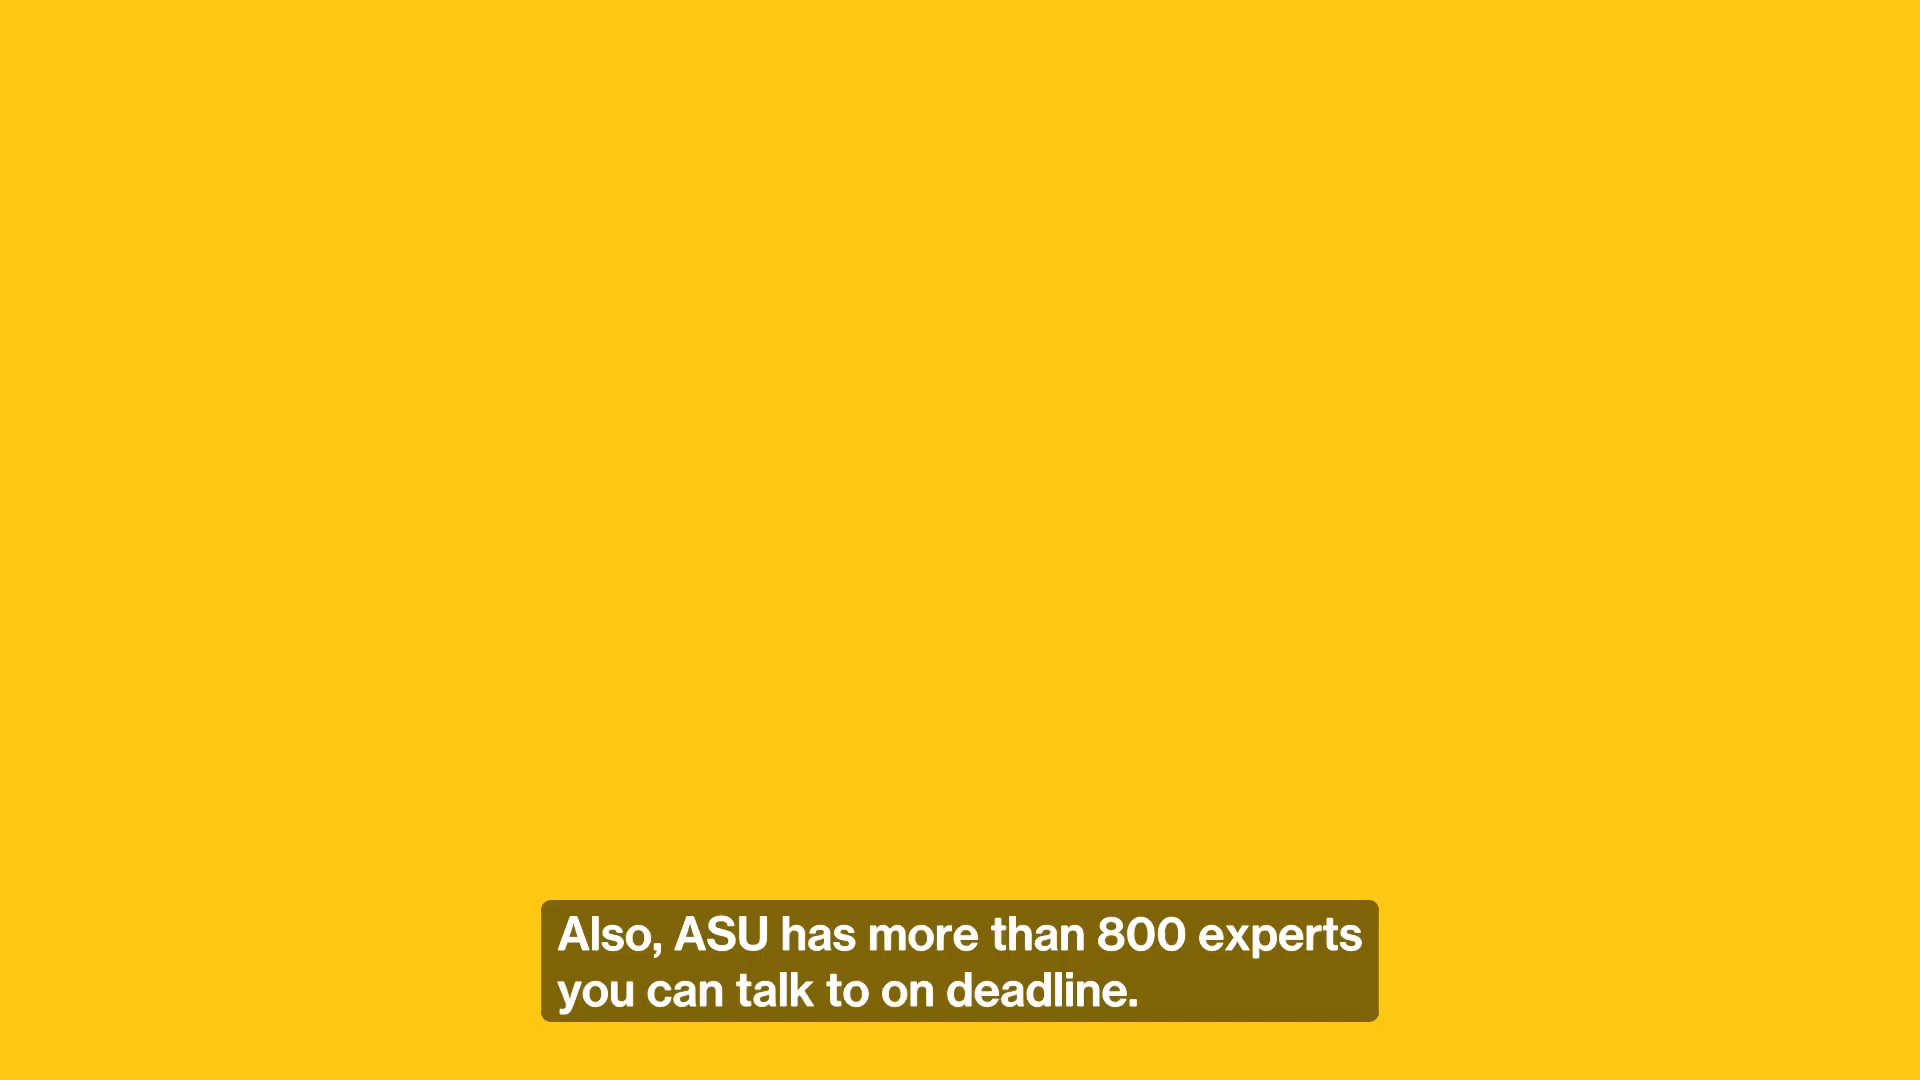 Also, ASU has more than 800 experts
you can talk to on deadline.